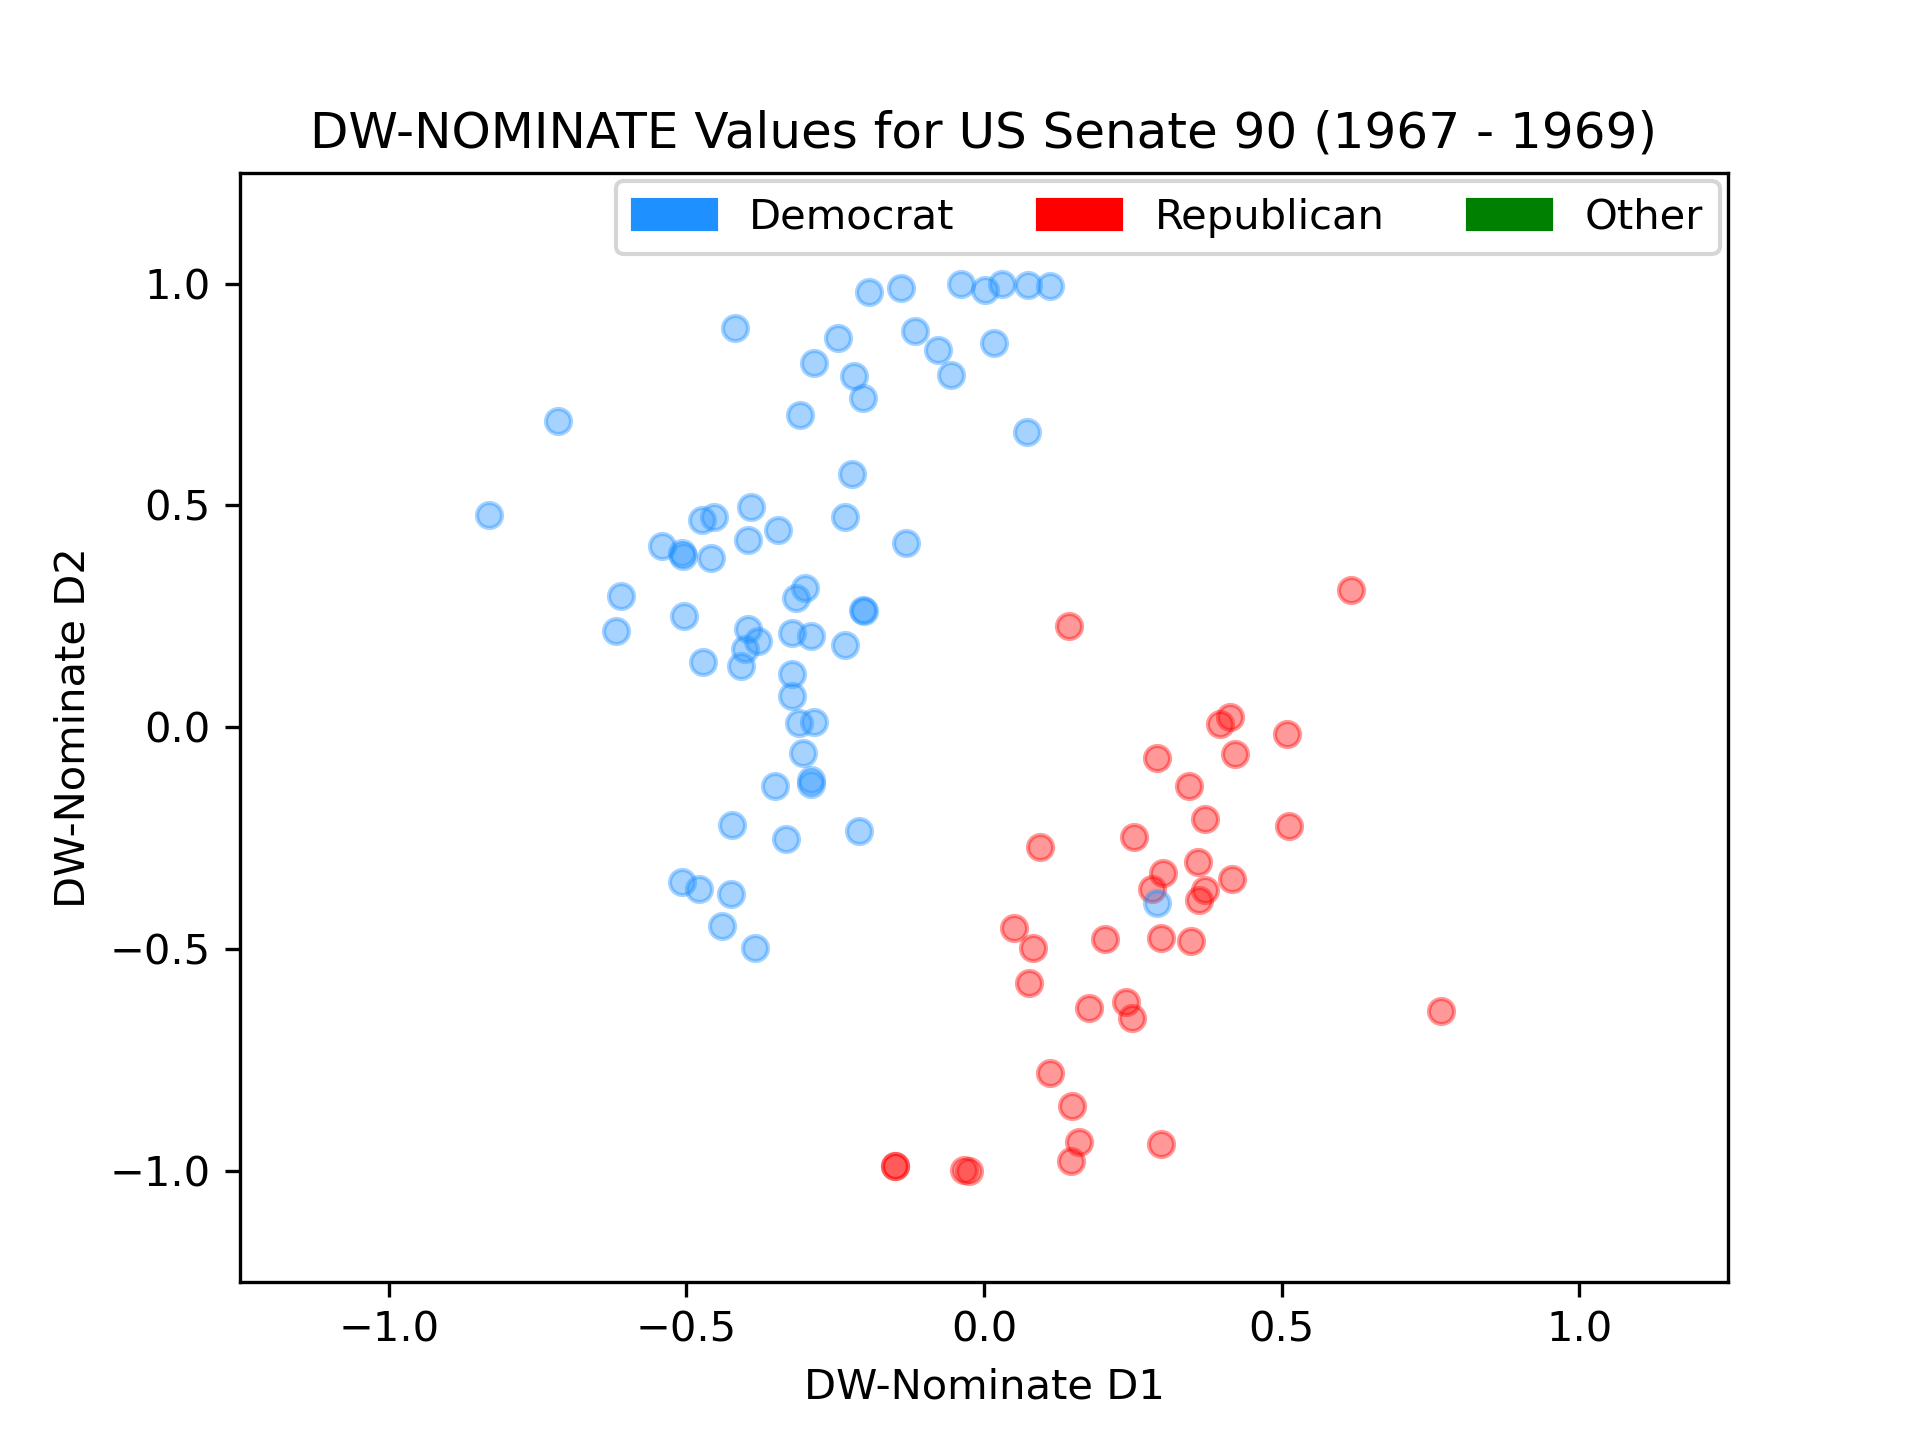 DW-NOMINATE Values for US Senate 90 (1967 - 1969)
Democrat Republican Other
1.0
0.5
0.0
−0.5
−1.0
DW-Nominate D2
−1.0 −0.5 0.0 0.5 1.0
DW-Nominate D1